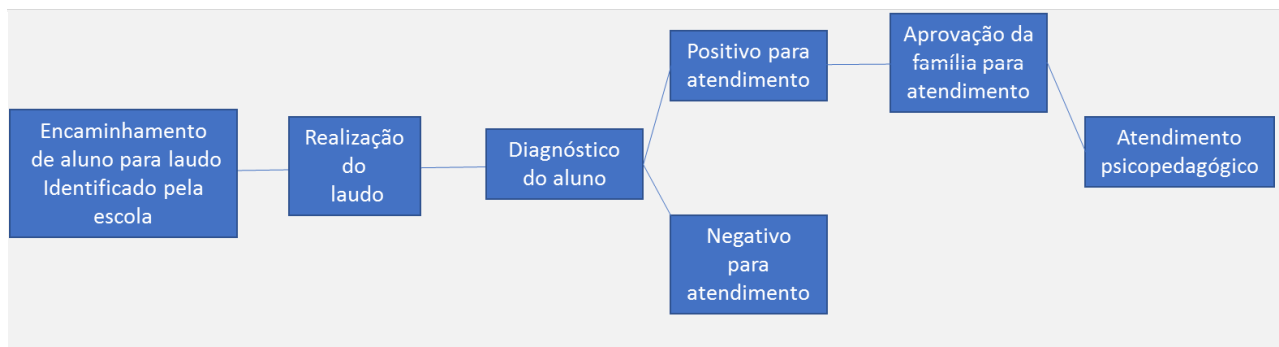 Encaminhamento
de aluno para laudo
Identificado pela
escola
Realização
do
laudo
Diagnóstico
do aluno
Positivo para
atendimento
Negativo
para
atendimento
Aprovação da
família para
atendimento
Atendimento
psicopedagógico